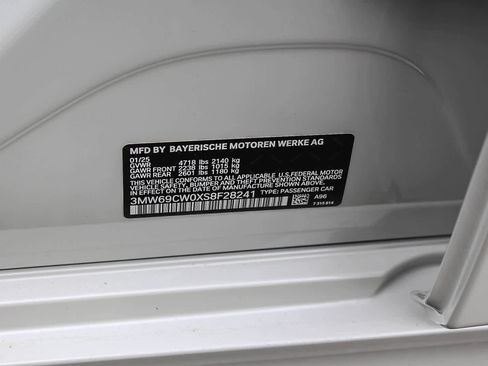 MFD BY BAYERISCHE MOTOREN WERKE AG
01/25
GVWR 4718 lbs 2140 kg
GAWR FRONT 2238 lbs 1015 kg
GAWR REAR 2601 lbs 1180 kg
THIS VEHICLE CONFORMS TO ALL APPLICABLE U.S. FEDERAL MOTOR
VEHICLE SAFETY, BUMPER, AND THEFT PREVENTION STANDARDS
IN EFFECT ON THE DATE OF MANUFACTURE SHOWN ABOVE.
3MW69CW0XS8F28241 TYPE: PASSENGER CAR
A96